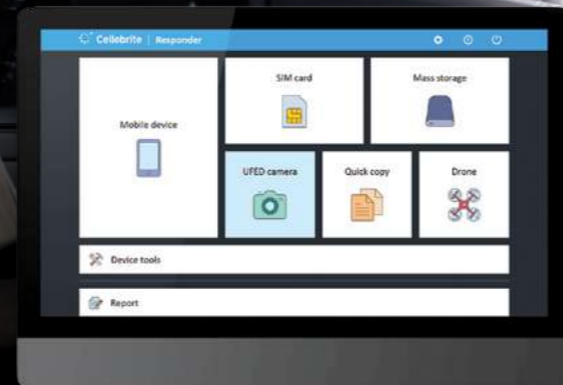 Cellebrite | Responder
Mobile device
SIM card
Mass storage
UFED camera
Quick copy
Drone
Device tools
Report